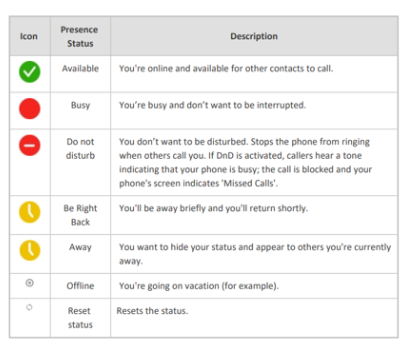 Icon
Presence
Status
Description
Available
You're online and available for other contacts to call.
Busy
You're busy and don't want to be interrupted.
Do not
disturb
You don't want to be disturbed. Stops the phone from ringing
when others call you. If DnD is activated, callers hear a tone
indicating that your phone is busy; the call is blocked and your
phone's screen indicates 'Missed Calls'.
Be Right
Back
You'll be away briefly and you'll return shortly.
Away
You want to hide your status and appear to others you're currently
away.
Offline
You're going on vacation (for example).
Reset
status
Resets the status.